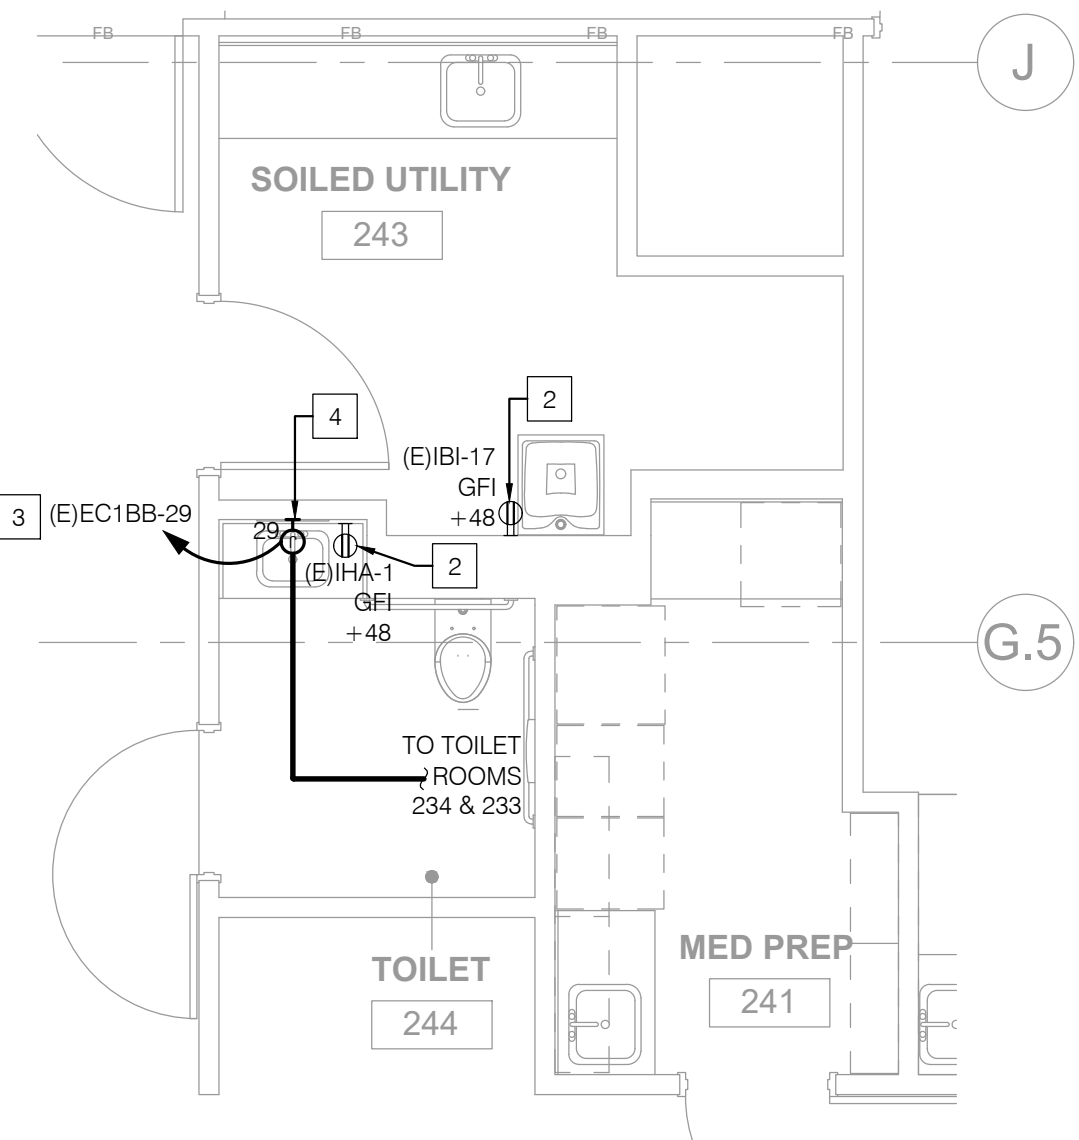 FB
FB
FB
FB
J
SOILED UTILITY
243
2
4
(E)IBI-17
GFI
+48
3
(E)EC1BB-29
29
2
(E)IHA-1
GFI
+48
G.5
TO TOILET
ROOMS
234 & 233
MED PREP
241
TOILET
244